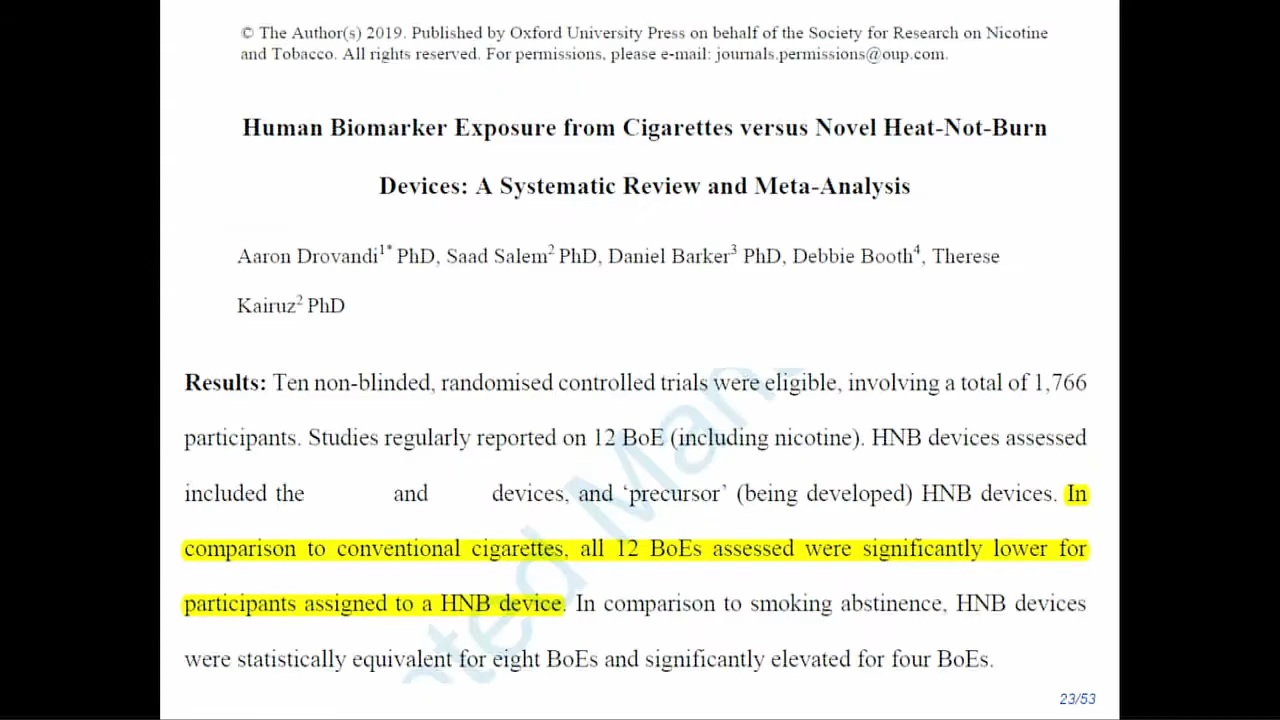 © The Author(s) 2019. Published by Oxford University Press on behalf of the Society for Research on Nicotine
and Tobacco. All rights reserved. For permissions, please e-mail: journals.permissions@oup.com.
Human Biomarker Exposure from Cigarettes versus Novel Heat-Not-Burn
Devices: A Systematic Review and Meta-Analysis
Aaron Drovandi1* PhD, Saad Salem2 PhD, Daniel Barker3 PhD, Debbie Booth4, Therese
Kairuz2 PhD
Results: Ten non-blinded, randomised controlled trials were eligible, involving a total of 1,766
participants. Studies regularly reported on 12 BoE (including nicotine). HNB devices assessed
included the and devices, and ‘precursor’ (being developed) HNB devices. In
comparison to conventional cigarettes, all 12 BoEs assessed were significantly lower for
participants assigned to a HNB device. In comparison to smoking abstinence, HNB devices
were statistically equivalent for eight BoEs and significantly elevated for four BoEs.
23/53